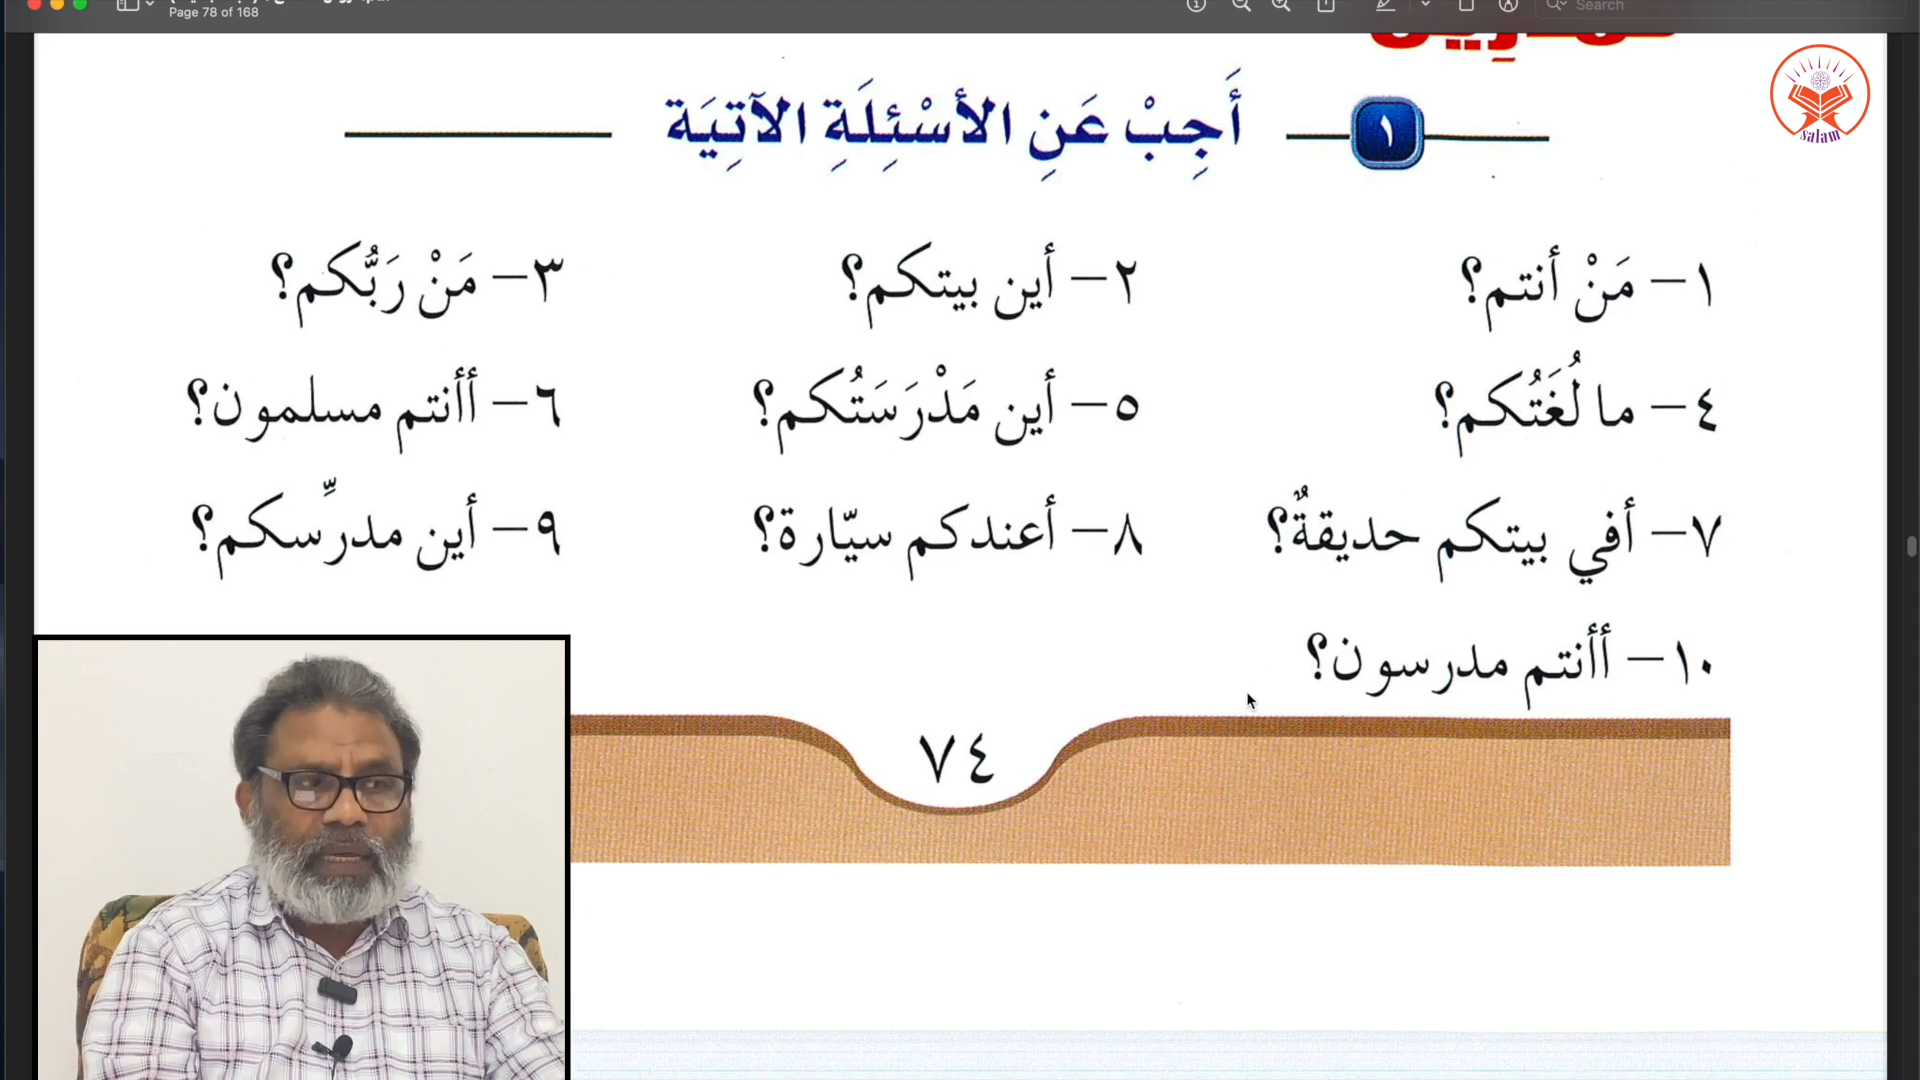 Page 78 of 168
Search
salam
١ أَجِبْ عَنِ الأسْئِلَةِ الآتِيَة
١– مَنْ أنتم؟ ٢– أين بيتكم؟ ٣– مَنْ رَبُّكم؟
٤– ما لُغَتُكم؟ ٥– أين مَدْرَسَتُكم؟ ٦– أأنتم مسلمون؟
٧– أفي بيتكم حديقةٌ؟ ٨– أعندكم سيّارة؟ ٩– أين مدرِّسكم؟
١٠– أأنتم مدرسون؟
٧٤